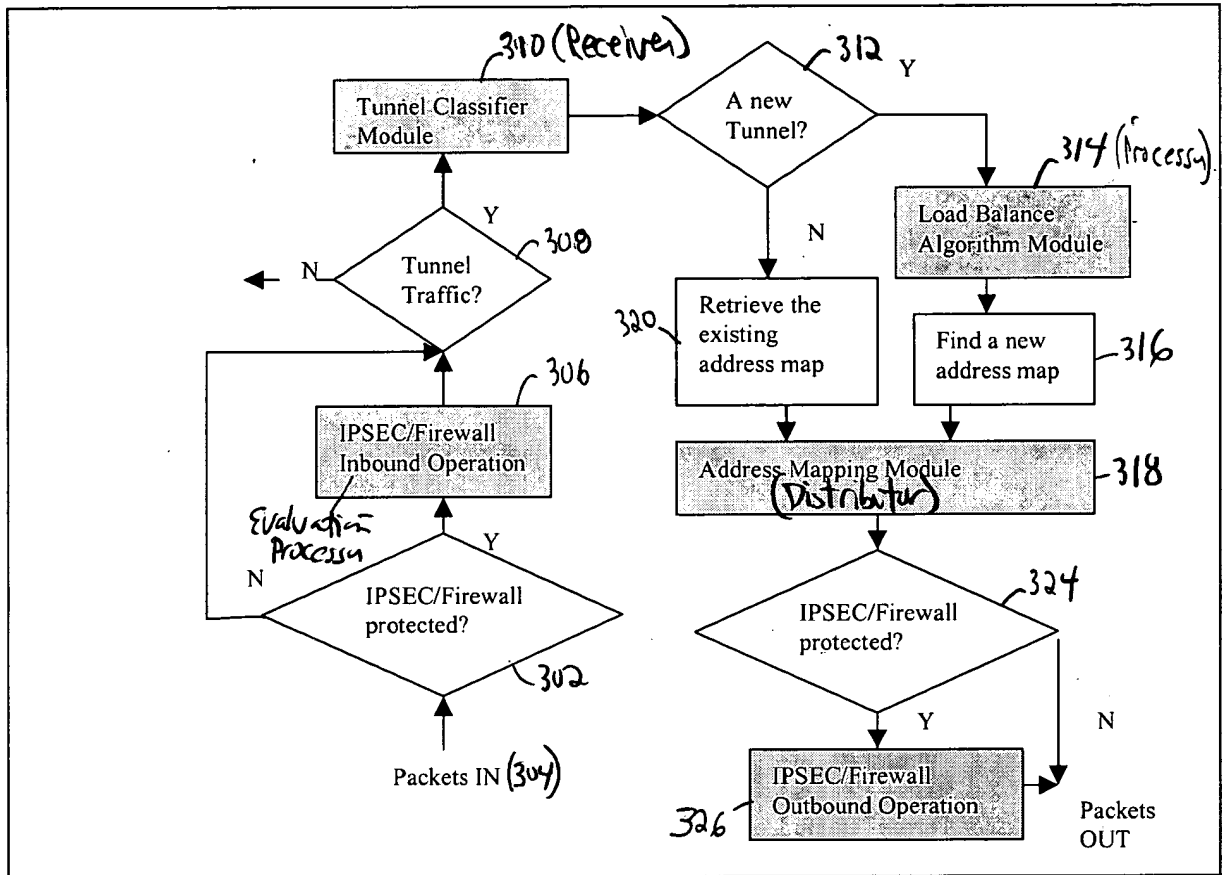 310 (Receiver)
312
Y
Tunnel Classifier
Module
A new
Tunnel?
314 (Processor)
Load Balance
Algorithm Module
Y
N
308
N
Tunnel
Traffic?
320
Retrieve the
existing
address map
Find a new
address map
316
306
IPSEC/Firewall
Inbound Operation
Address Mapping Module
(Distributor)
318
Evaluation
Processor
N
Y
IPSEC/Firewall
protected?
302
324
IPSEC/Firewall
protected?
Y
N
Packets IN (304)
IPSEC/Firewall
Outbound Operation
326
Packets
OUT